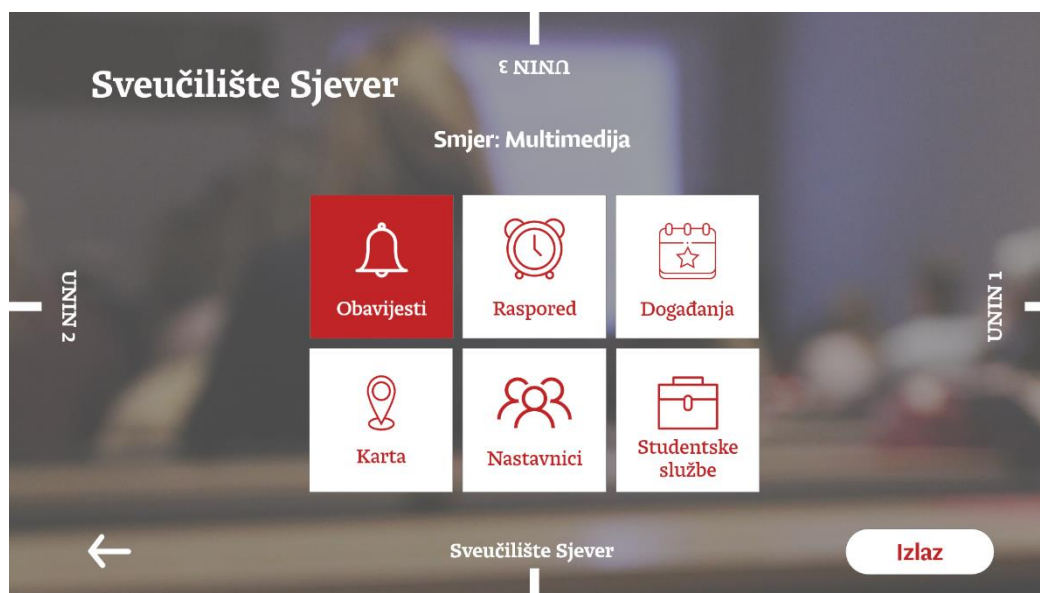 UNIN 3
Sveučilište Sjever
Smjer: Multimedija
Obavijesti
Raspored
Događanja
UNIN 2
UNIN 1
Karta
Nastavnici
Studentske
službe
Sveučilište Sjever
Izlaz